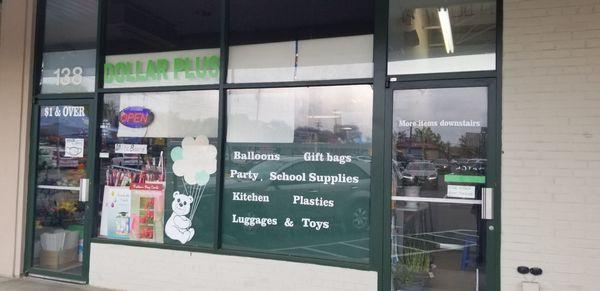 138
DOLLAR PLUS
$1 & OVER
OPEN
More items downstairs
Balloons Gift bags
Party, School Supplies
Kitchen Plastics
Luggages & Toys